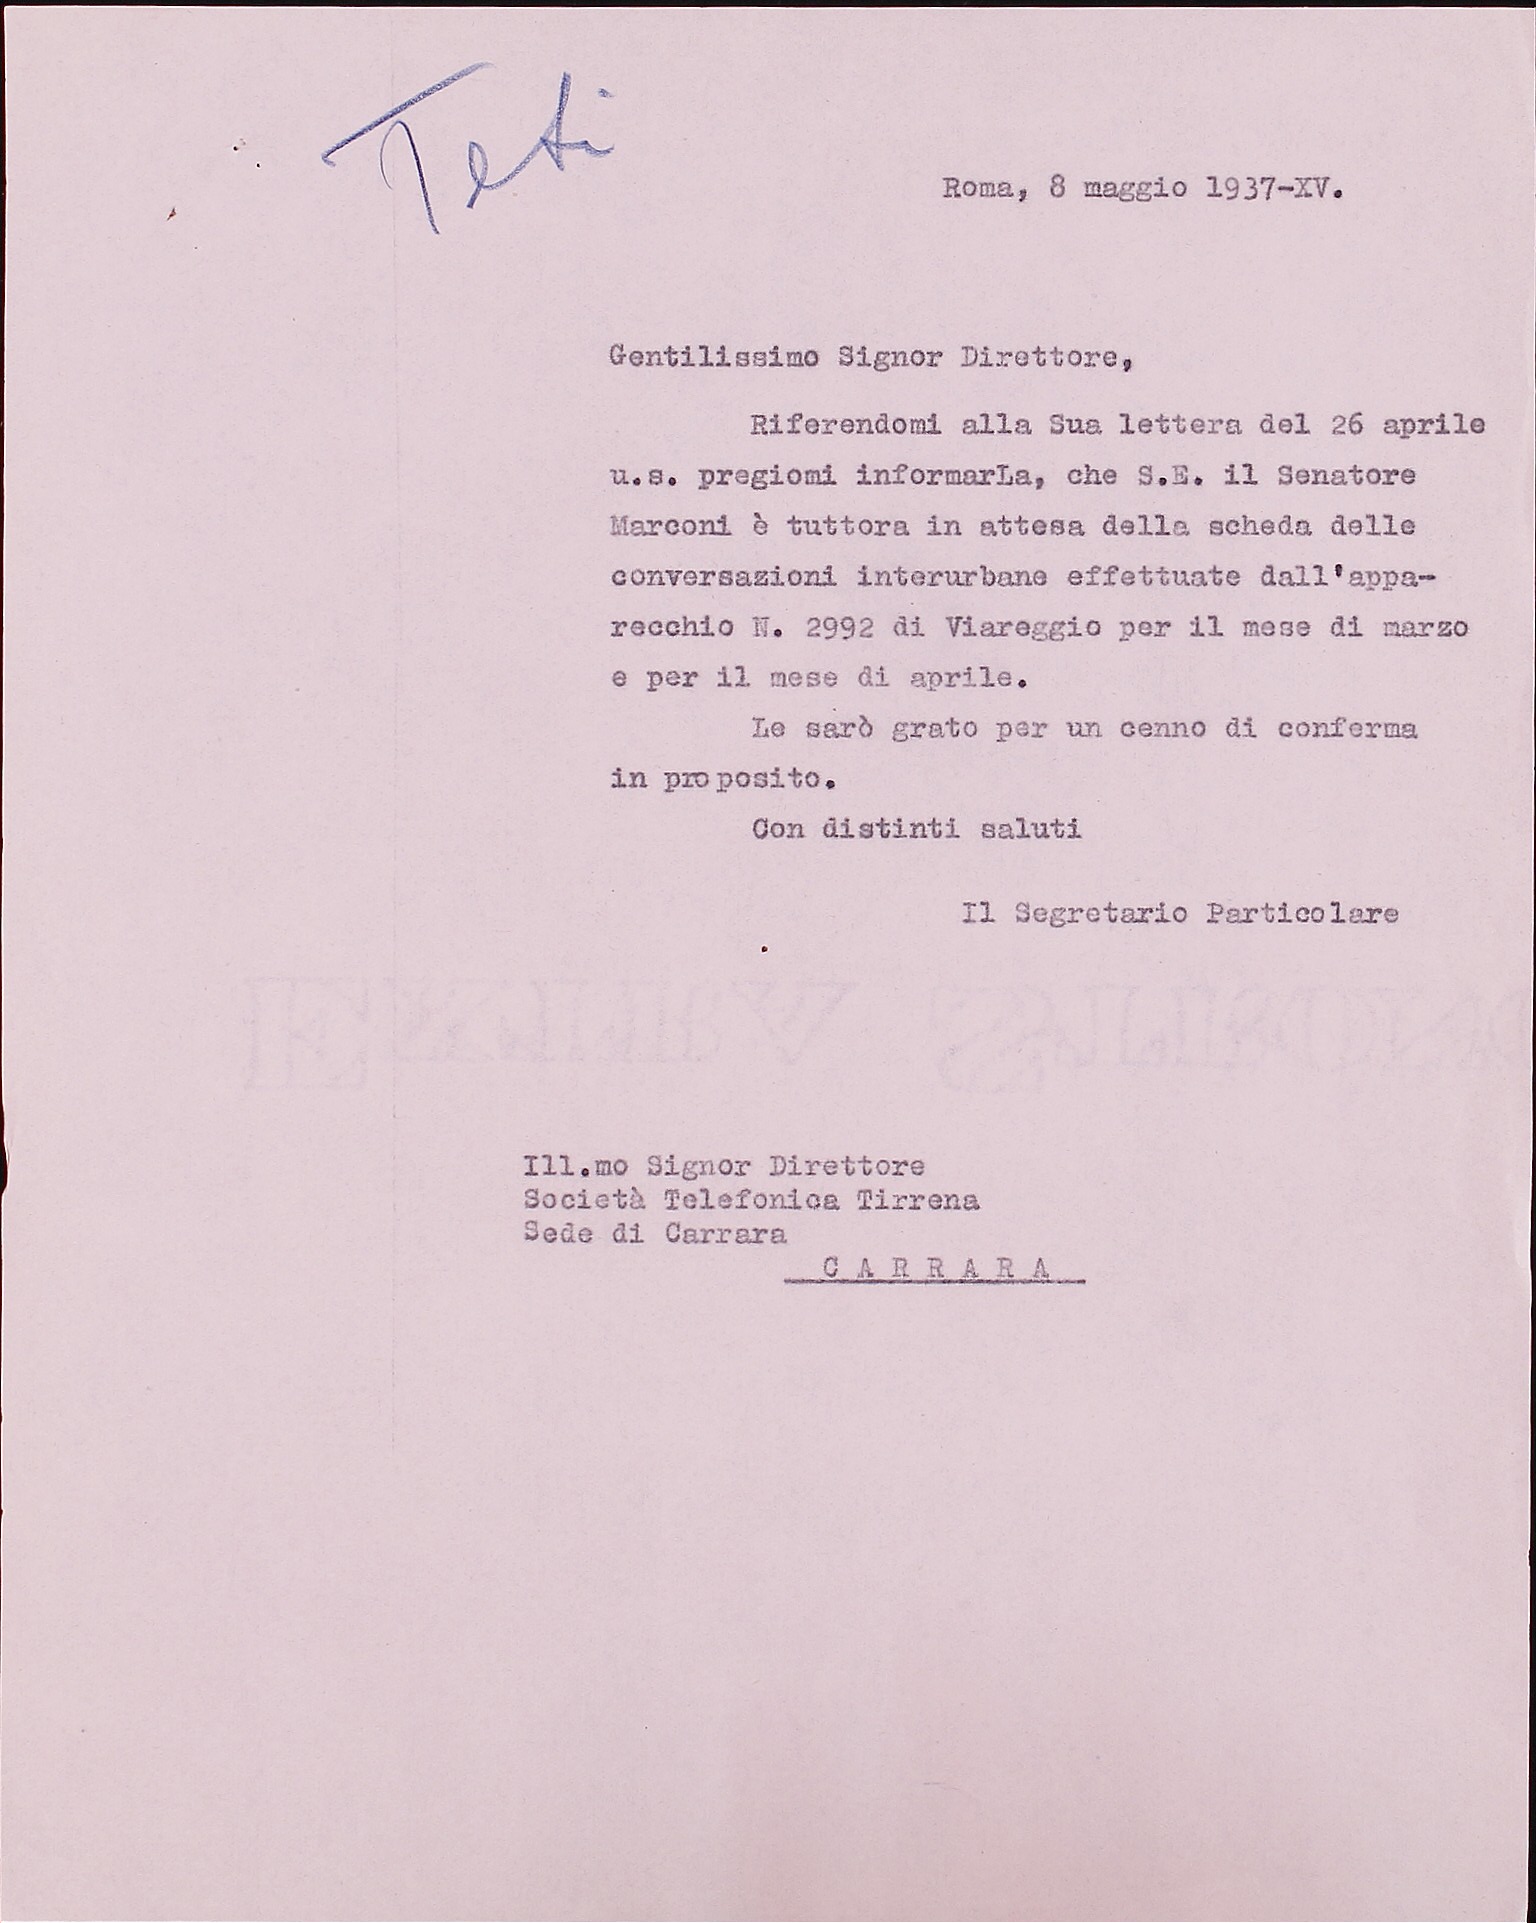 Teti
Roma, 8 maggio 1937-XV.
Gentilissimo Signor Direttore,
Riferendomi alla Sua lettera del 26 aprile
u.s. pregiomi informarLa, che S.E. il Senatore
Marconi è tuttora in attesa della scheda delle
conversazioni interurbane effettuate dall'appa-
recchio N. 2992 di Viareggio per il mese di marzo
e per il mese di aprile.
Le sarò grato per un cenno di conferma
in proposito.
Con distinti saluti
Il Segretario Particolare
Ill.mo Signor Direttore
Società Telefonica Tirrena
Sede di Carrara
C A R R A R A